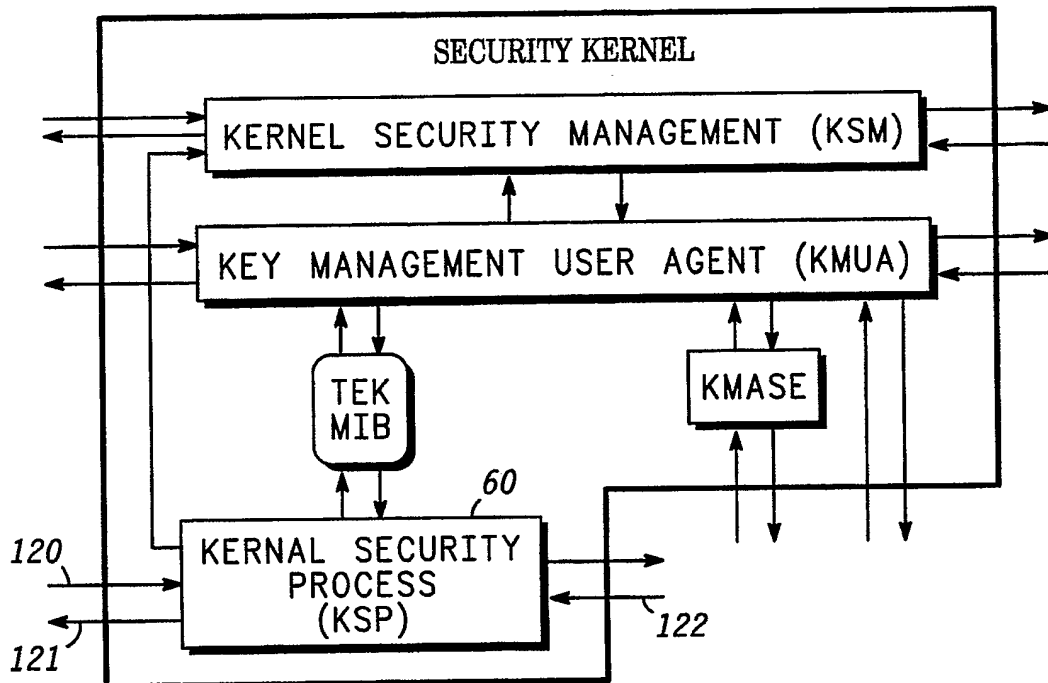 SECURITY KERNEL
KERNEL SECURITY MANAGEMENT (KSM)
KEY MANAGEMENT USER AGENT (KMUA)
TEK
MIB
KMASE
60
KERNAL SECURITY
PROCESS
(KSP)
120
121
122